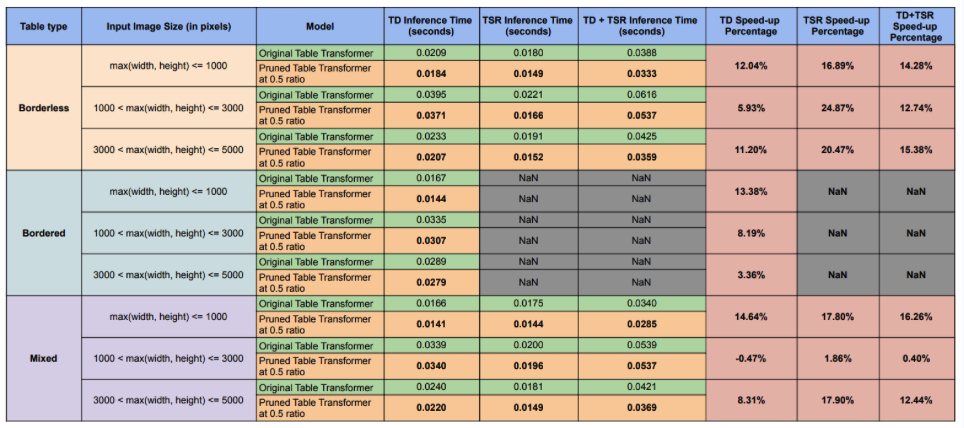 Table type Input Image Size (in pixels) Model TD Inference Time (seconds) TSR Inference Time (seconds) TD + TSR Inference Time (seconds) TD Speed-up Percentage TSR Speed-up Percentage TD+TSR Speed-up Percentage
Borderless max(width, height) <= 1000 Original Table Transformer 0.0209 0.0180 0.0388 12.04% 16.89% 14.28%
Pruned Table Transformer at 0.5 ratio 0.0184 0.0149 0.0333
1000 < max(width, height) <= 3000 Original Table Transformer 0.0395 0.0221 0.0616 5.93% 24.87% 12.74%
Pruned Table Transformer at 0.5 ratio 0.0371 0.0166 0.0537
3000 < max(width, height) <= 5000 Original Table Transformer 0.0233 0.0191 0.0425 11.20% 20.47% 15.38%
Pruned Table Transformer at 0.5 ratio 0.0207 0.0152 0.0359
Bordered max(width, height) <= 1000 Original Table Transformer 0.0167 NaN NaN 13.38% NaN NaN
Pruned Table Transformer at 0.5 ratio 0.0144 NaN NaN
1000 < max(width, height) <= 3000 Original Table Transformer 0.0335 NaN NaN 8.19% NaN NaN
Pruned Table Transformer at 0.5 ratio 0.0307 NaN NaN
3000 < max(width, height) <= 5000 Original Table Transformer 0.0289 NaN NaN 3.36% NaN NaN
Pruned Table Transformer at 0.5 ratio 0.0279 NaN NaN
Mixed max(width, height) <= 1000 Original Table Transformer 0.0166 0.0175 0.0340 14.64% 17.80% 16.26%
Pruned Table Transformer at 0.5 ratio 0.0141 0.0144 0.0285
1000 < max(width, height) <= 3000 Original Table Transformer 0.0339 0.0200 0.0539 -0.47% 1.86% 0.40%
Pruned Table Transformer at 0.5 ratio 0.0340 0.0196 0.0537
3000 < max(width, height) <= 5000 Original Table Transformer 0.0240 0.0181 0.0421 8.31% 17.90% 12.44%
Pruned Table Transformer at 0.5 ratio 0.0220 0.0149 0.0369